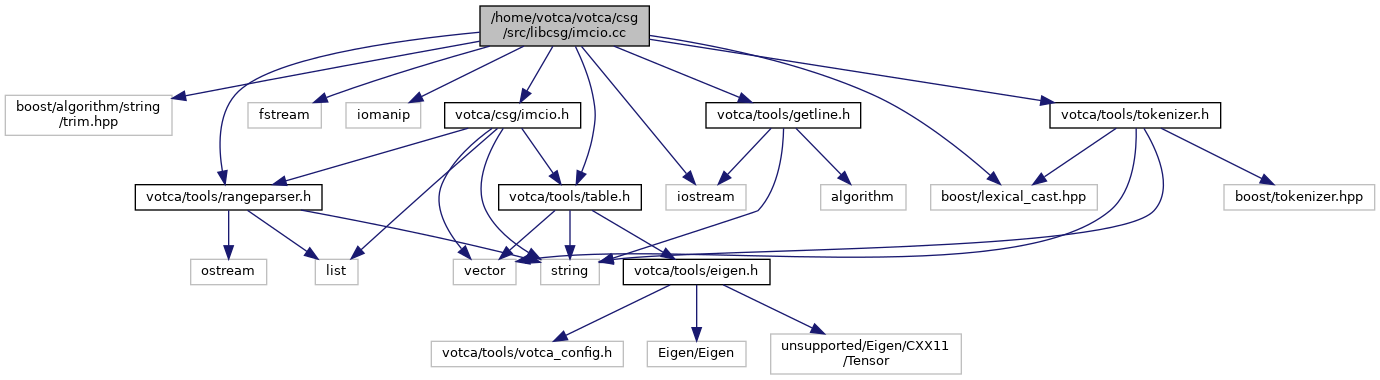 /home/votca/votca/csg
/src/libcsg/imcio.cc
boost/algorithm/string
/trim.hpp
fstream
iomanip
votca/csg/imcio.h
votca/tools/getline.h
votca/tools/tokenizer.h
votca/tools/rangeparser.h
votca/tools/table.h
iostream
algorithm
boost/lexical_cast.hpp
boost/tokenizer.hpp
ostream
list
vector
string
votca/tools/eigen.h
votca/tools/votca_config.h
Eigen/Eigen
unsupported/Eigen/CXX11
/Tensor